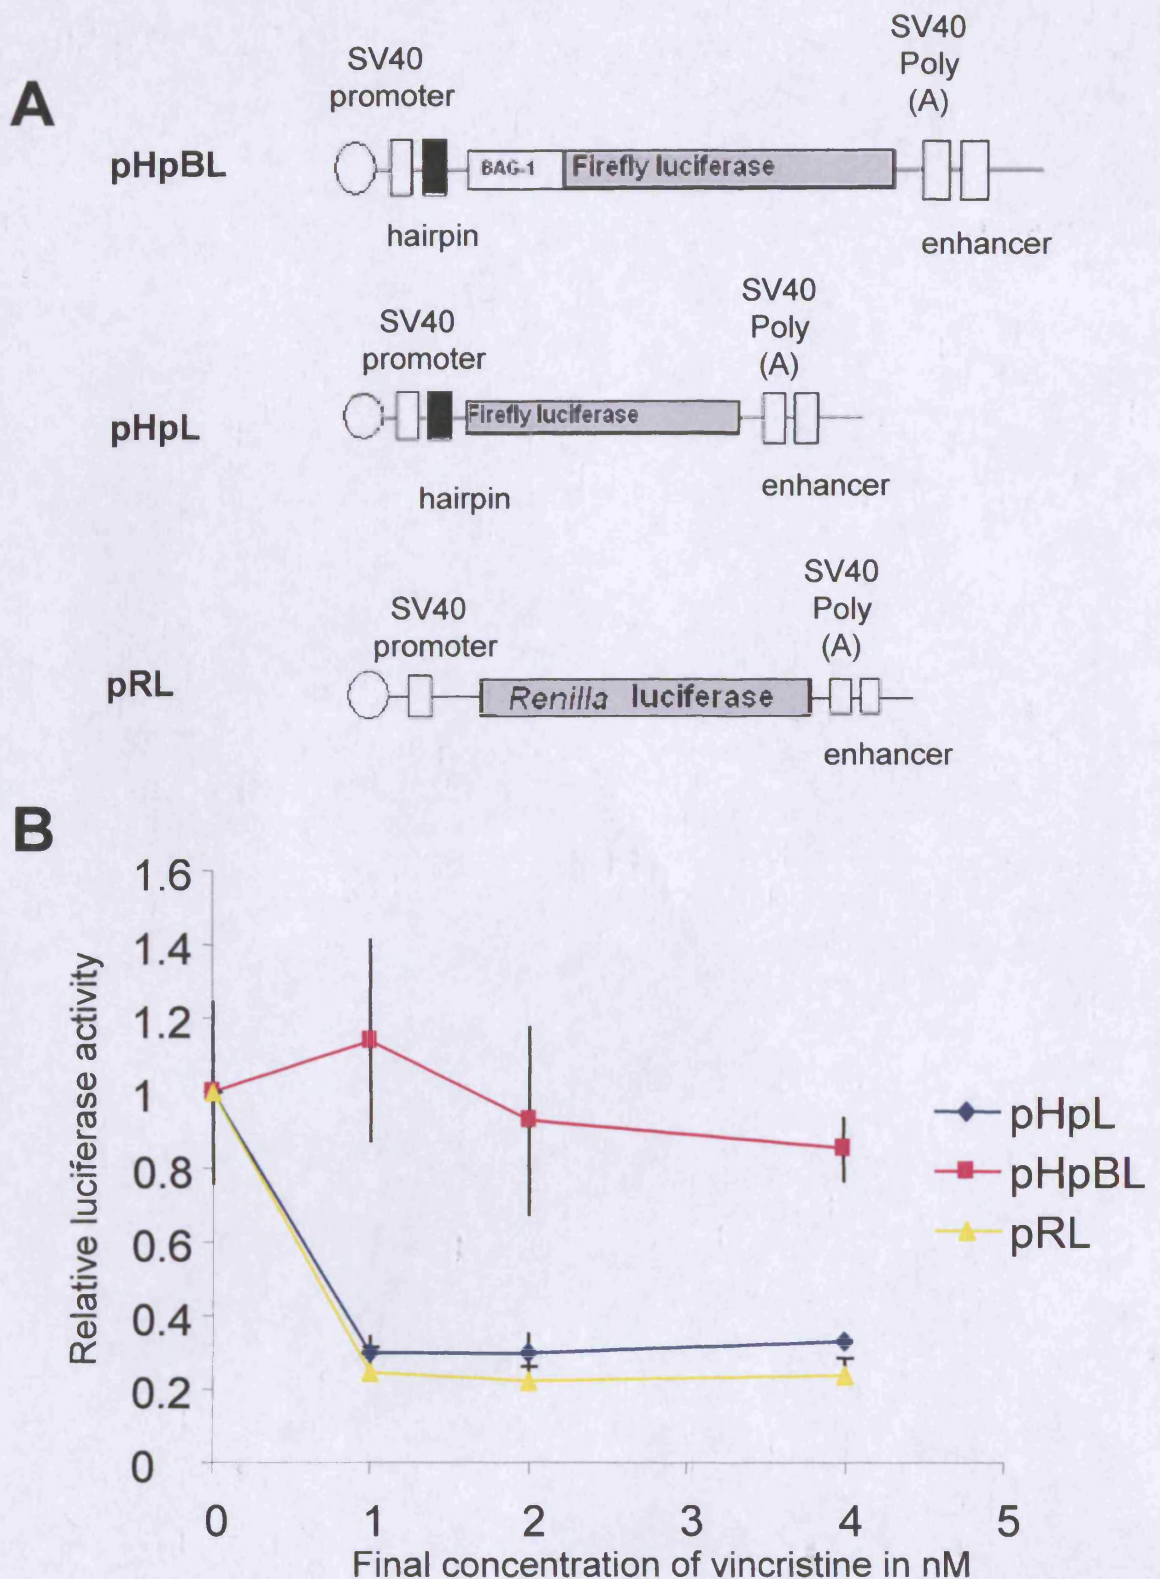 A
SV40
promoter
SV40
Poly
(A)
pHpBL
BAG-1
Firefly luciferase
hairpin
enhancer
SV40
promoter
SV40
Poly
(A)
pHpL
Firefly luciferase
hairpin
enhancer
SV40
promoter
SV40
Poly
(A)
pRL
Renilla luciferase
enhancer
B
Relative luciferase activity
1.6
1.4
1.2
1
0.8
0.6
0.4
0.2
0
0 1 2 3 4 5
Final concentration of vincristine in nM
pHpL
pHpBL
pRL